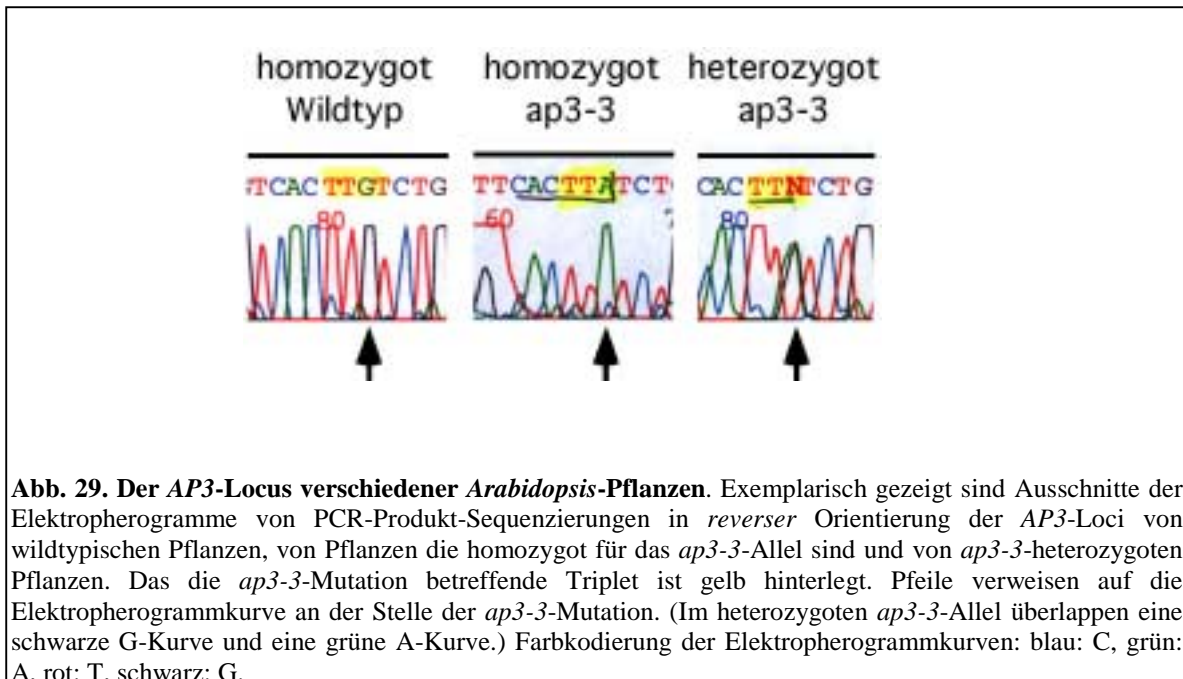 homozygot homozygot heterozygot
Wildtyp ap3-3 ap3-3
TCAC TTGTCTG TTCACTTATCT CAC TTNTCTG
80 60 80
Abb. 29. Der AP3-Locus verschiedener Arabidopsis-Pflanzen. Exemplarisch gezeigt sind Ausschnitte der
Elektropherogramme von PCR-Produkt-Sequenzierungen in reverser Orientierung der AP3-Loci von
wildtypischen Pflanzen, von Pflanzen die homozygot für das ap3-3-Allel sind und von ap3-3-heterozygoten
Pflanzen. Das die ap3-3-Mutation betreffende Triplet ist gelb hinterlegt. Pfeile verweisen auf die
Elektropherogrammkurve an der Stelle der ap3-3-Mutation. (Im heterozygoten ap3-3-Allel überlappen eine
schwarze G-Kurve und eine grüne A-Kurve.) Farbkodierung der Elektropherogrammkurven: blau: C, grün:
A, rot: T, schwarz: G.